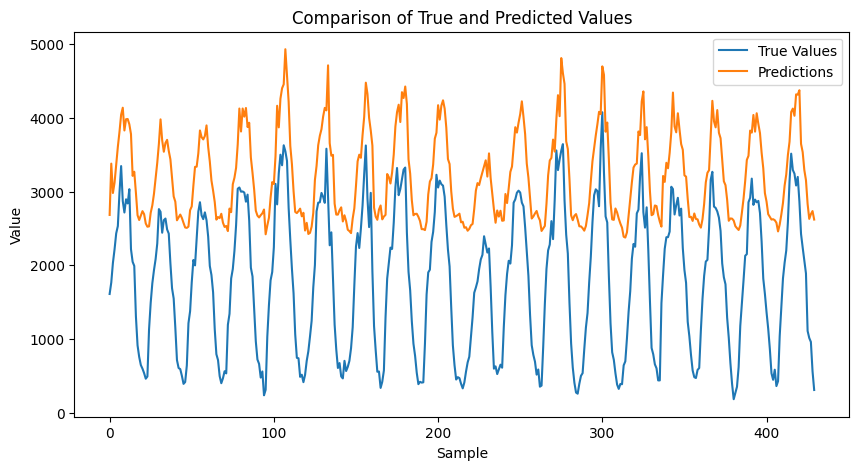 Comparison of True and Predicted Values
True Values
Predictions
5000
4000
3000
2000
1000
0
Value
0
100
200
300
400
Sample